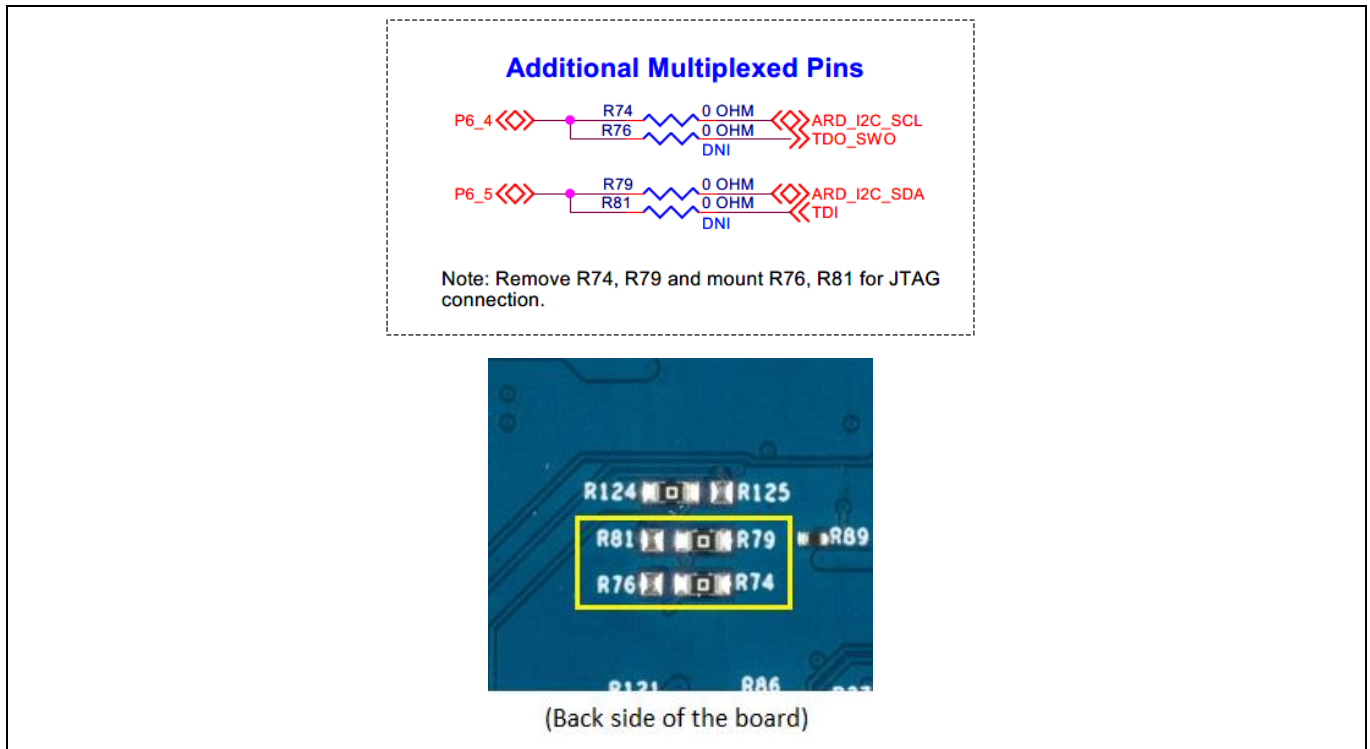 Additional Multiplexed Pins
P6_4 R74 0 OHM ARD_I2C_SCL
R76 0 OHM TDO_SWO
DNI
P6_5 R79 0 OHM ARD_I2C_SDA
R81 0 OHM TDI
DNI
Note: Remove R74, R79 and mount R76, R81 for JTAG
connection.
R124 R125
R81 R79 R89
R76 R74
R121 R86
(Back side of the board)